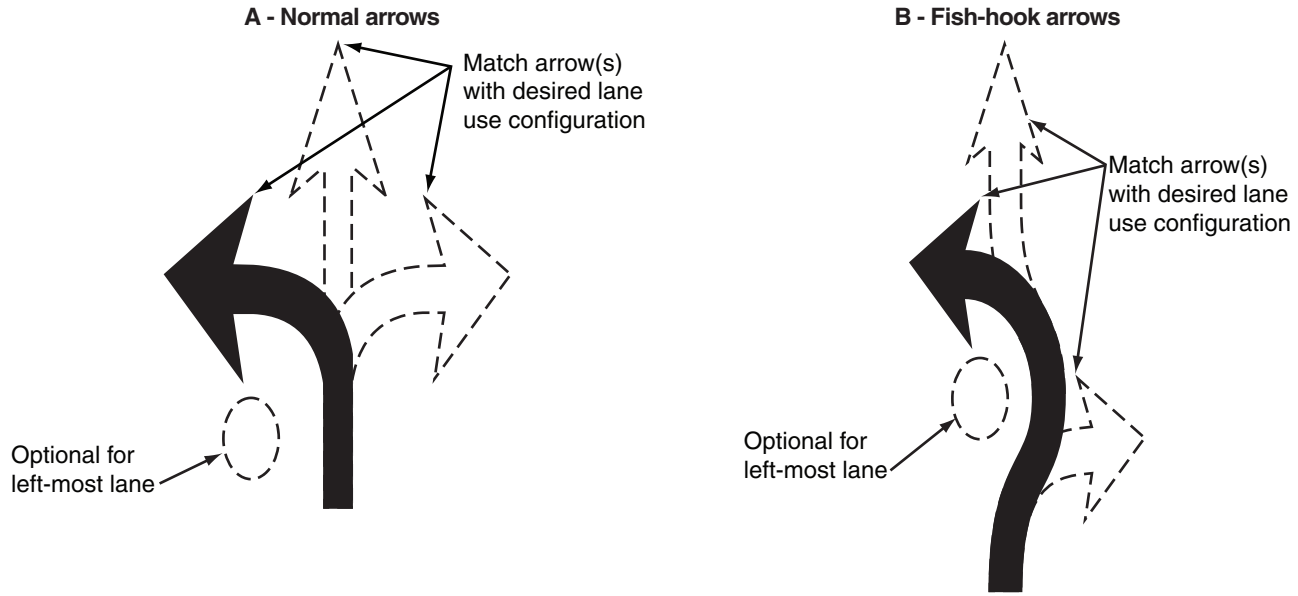 A - Normal arrows
Match arrow(s)
with desired lane
use configuration
Optional for
left-most lane
B - Fish-hook arrows
Match arrow(s)
with desired lane
use configuration
Optional for
left-most lane